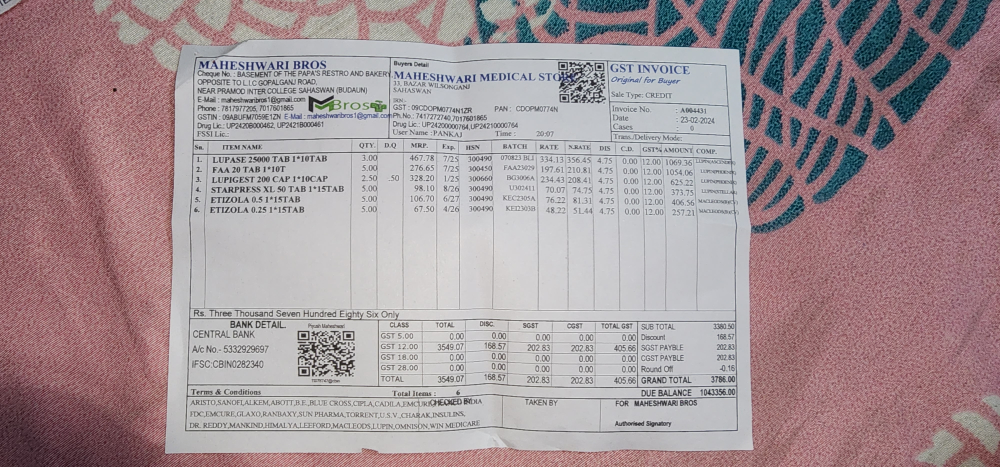 MAHESHWARI BROS
Cheque No. : BASEMENT OF THE PAPA'S RESTRO AND BAKERY
OPPOSITE TO L.I.C GOPALGANJ ROAD,
NEAR PRAMOD INTER COLLEGE SAHASWAN (BUDAUN)
E-Mail : maheshwaribros1@gmail.com
Phone : 7817977205, 7017601865
GSTIN : 09ABUFM7059E1ZN E-Mail : maheshwaribros1@gmail.com
Drug Lic.: UP2420B000462, UP2421B000461
FSSI Lic.:
MBros
Buyers Detail
MAHESHWARI MEDICAL STORE
33, BAZAR WILSONGANJ
SAHASWAN
GST : 09CDOPM0774N1ZR PAN : CDOPM0774N
Ph.No.: 7417272740,7017601865
Drug Lic.: UP24200000764,UP24210000764
User Name : PANKAJ Time : 20:07
GST INVOICE
Original for Buyer
Sale Type: CREDIT
Invoice No. A004431
Date 23-02-2024
Cases 0
Trans./Delivery Mode:
Sn. ITEM NAME QTY. D.Q MRP. Exp. HSN BATCH RATE N.RATE DIS C.D. GST% AMOUNT COMP.
1. LUPASE 25000 TAB 1*10TAB 3.00 467.78 7/25 300490 070823 BL1 334.13 356.45 4.75 0.00 12.00 1069.36
2. FAA 20 TAB 1*10T 5.00 276.65 7/25 300450 FAA23029 197.61 210.81 4.75 0.00 12.00 1054.06
3. LUPIGEST 200 CAP 1*10CAP 2.50 .50 328.20 1/25 300660 BG3006A 234.43 208.41 4.75 0.00 12.00 625.22
4. STARPRESS XL 50 TAB 1*15TAB 5.00 98.10 8/26 300490 U302411 70.07 74.75 4.75 0.00 12.00 373.75
5. ETIZOLA 0.5 1*15TAB 5.00 106.70 6/27 300490 KEC2305A 76.22 81.31 4.75 0.00 12.00 406.56
6. ETIZOLA 0.25 1*15TAB 5.00 67.50 4/26 300490 KEI2303B 48.22 51.44 4.75 0.00 12.00 257.21
Rs. Three Thousand Seven Hundred Eighty Six Only
BANK DETAIL.
CENTRAL BANK
A/c No.- 5332929697
IFSC:CBIN0282340
Piyush Maheshwari
CLASS TOTAL DISC. SGST CGST TOTAL GST
GST 5.00 0.00 0.00 0.00 0.00 0.00
GST 12.00 3549.07 168.57 202.83 202.83 405.66
GST 18.00 0.00 0.00 0.00 0.00 0.00
GST 28.00 0.00 0.00 0.00 0.00 0.00
TOTAL 3549.07 168.57 202.83 202.83 405.66
SUB TOTAL 3380.50
Discount 168.57
SGST PAYBLE 202.83
CGST PAYBLE 202.83
Round Off -0.16
GRAND TOTAL 3786.00
DUE BALANCE 1043356.00
Terms & Conditions Total Items : 6
ARISTO,SANOFI,ALKEM,ABOTT,B.E.,BLUE CROSS,CIPLA,CADILA,
FDC,EMCURE,GLAXO,RANBAXY,SUN PHARMA,TORRENT,U.S.V.,CHARAK,INSULINS,
DR. REDDY,MANKIND,HIMALYA,LEEFORD,MACLEODS,LUPIN,OMNISON,WIN MEDICARE
CHECKED BY
TAKEN BY
FOR MAHESHWARI BROS
Authorised Signatory